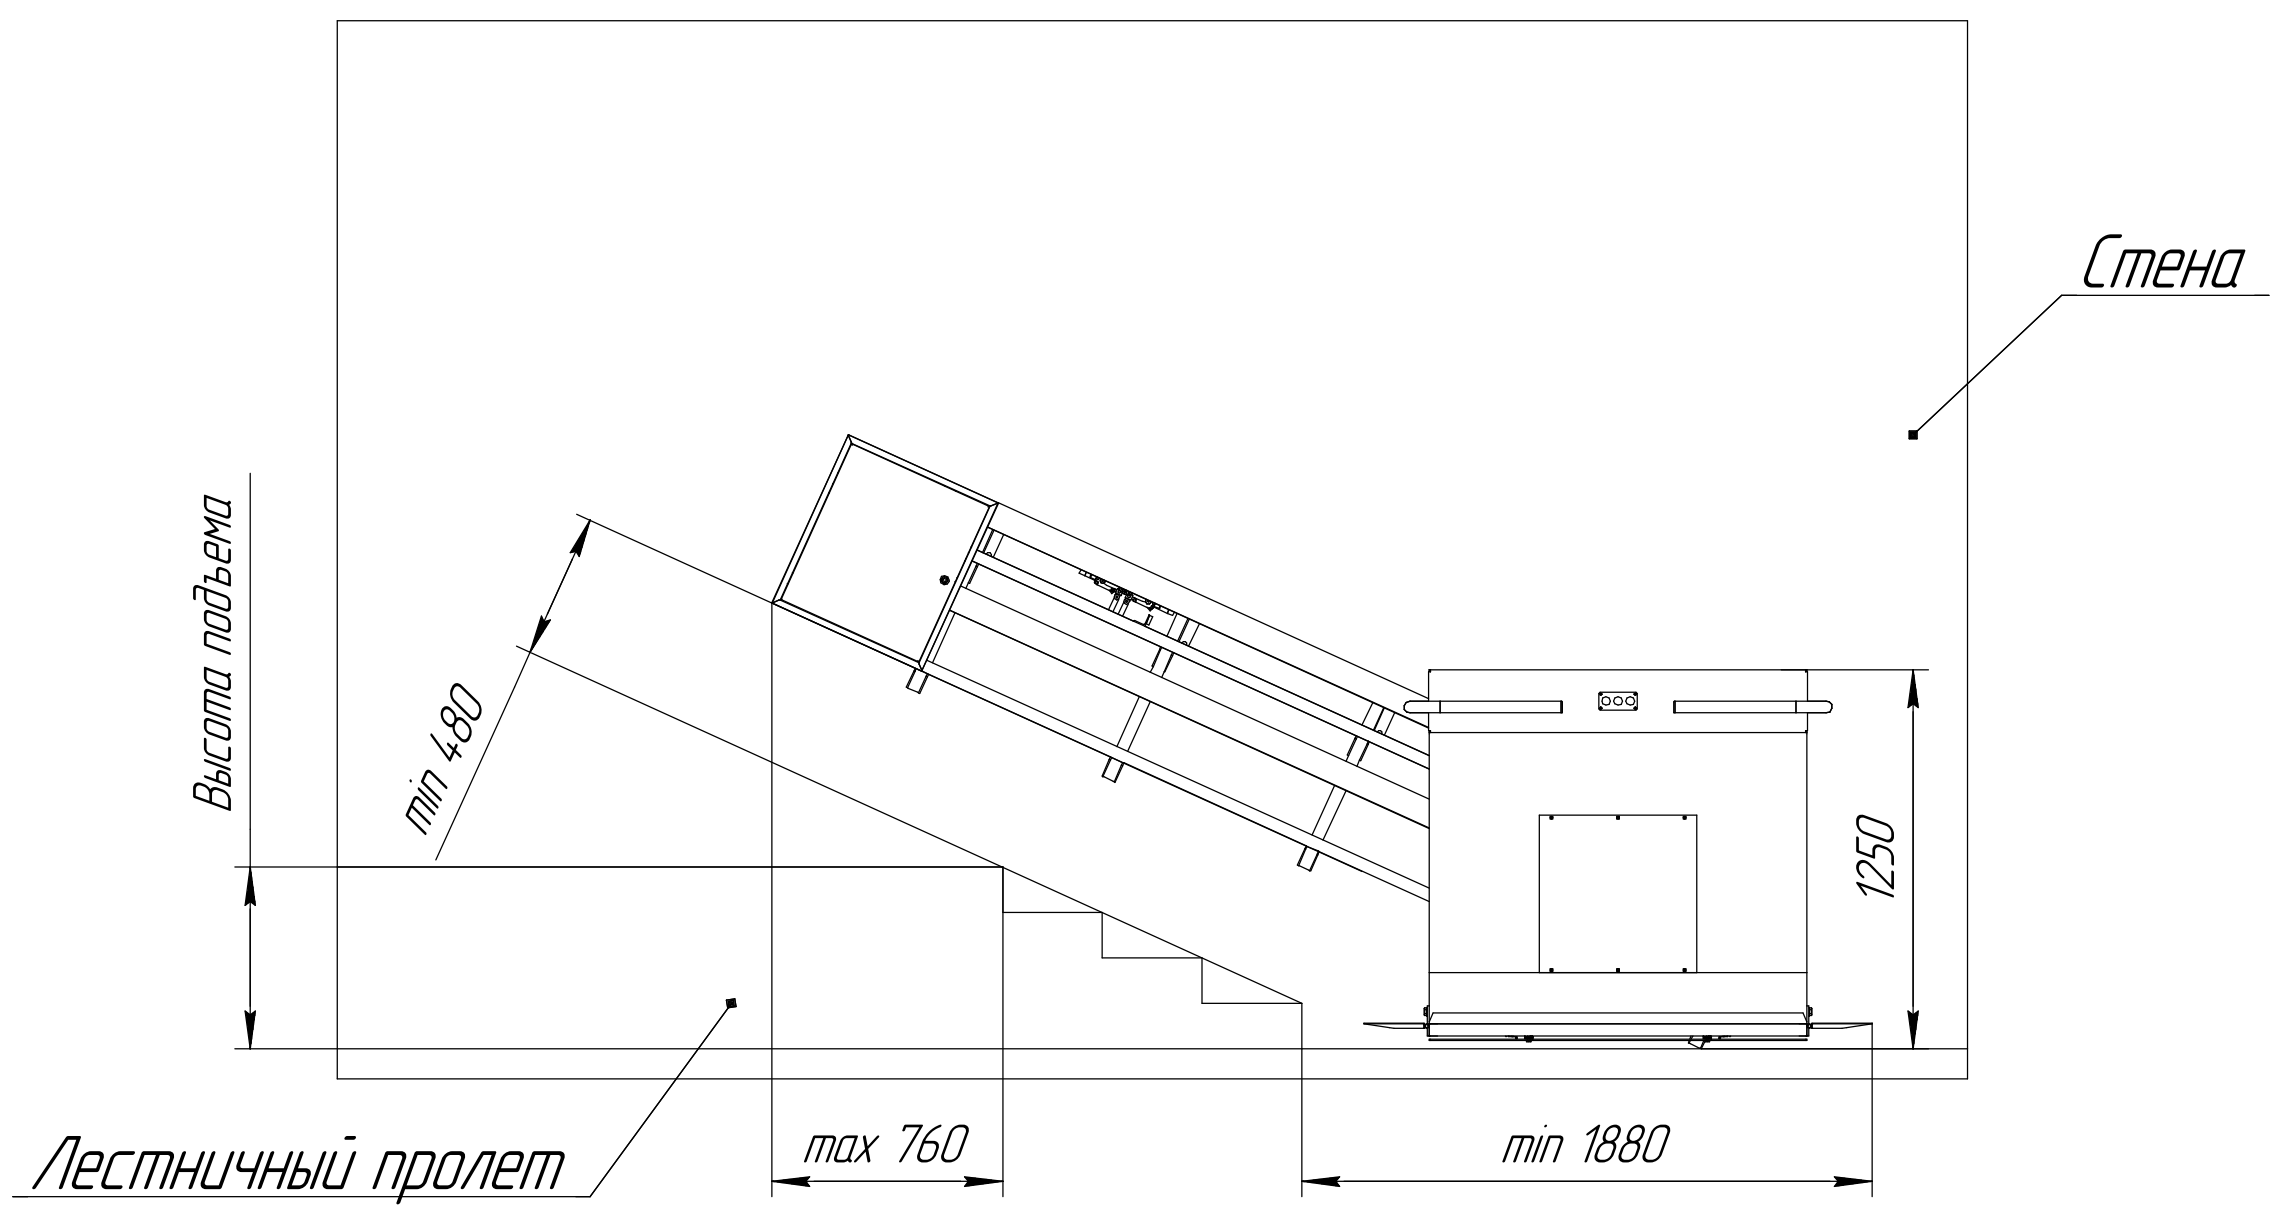 Стена
Высота подъема
min 480
1250
max 760
min 1880
Лестничный пролет